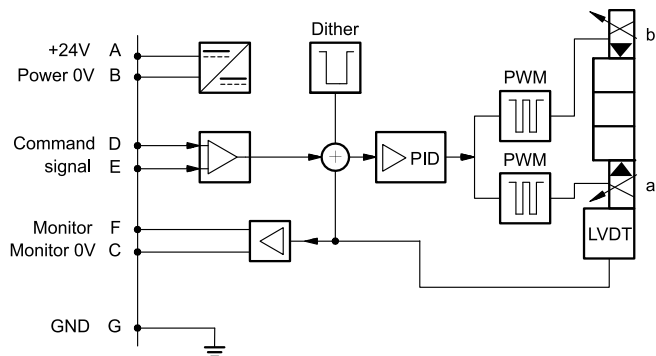 Dither
+24V A
Power 0V B
b
PWM
Command D
signal E
PID
PWM
a
Monitor F
Monitor 0V C
LVDT
GND G